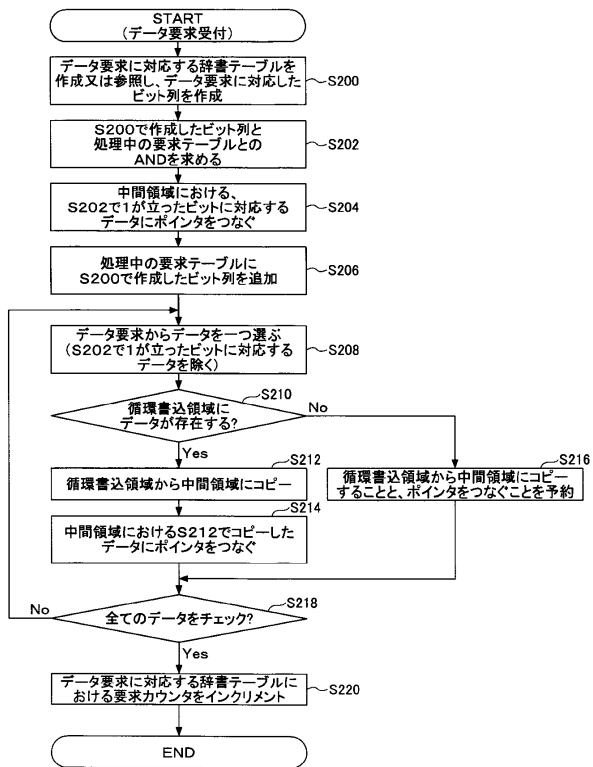 START
(データ要求受付)
データ要求に対応する辞書テーブルを
作成又は参照し、データ要求に対応した
ビット列を作成
S200
S200で作成したビット列と
処理中の要求テーブルとの
ANDを求める
S202
中間領域における、
S202で1が立ったビットに対応する
データにポインタをつなぐ
S204
処理中の要求テーブルに
S200で作成したビット列を追加
S206
データ要求からデータを一つ選ぶ
(S202で1が立ったビットに対応する
データを除く)
S208
循環書込領域に
データが存在する?
S210
No
Yes
循環書込領域から中間領域にコピー
S212
循環書込領域から中間領域にコピー
することと、ポインタをつなぐことを予約
S216
中間領域におけるS212でコピーした
データにポインタをつなぐ
S214
全てのデータをチェック?
S218
No
Yes
データ要求に対応する辞書テーブルに
おける要求カウンタをインクリメント
S220
END